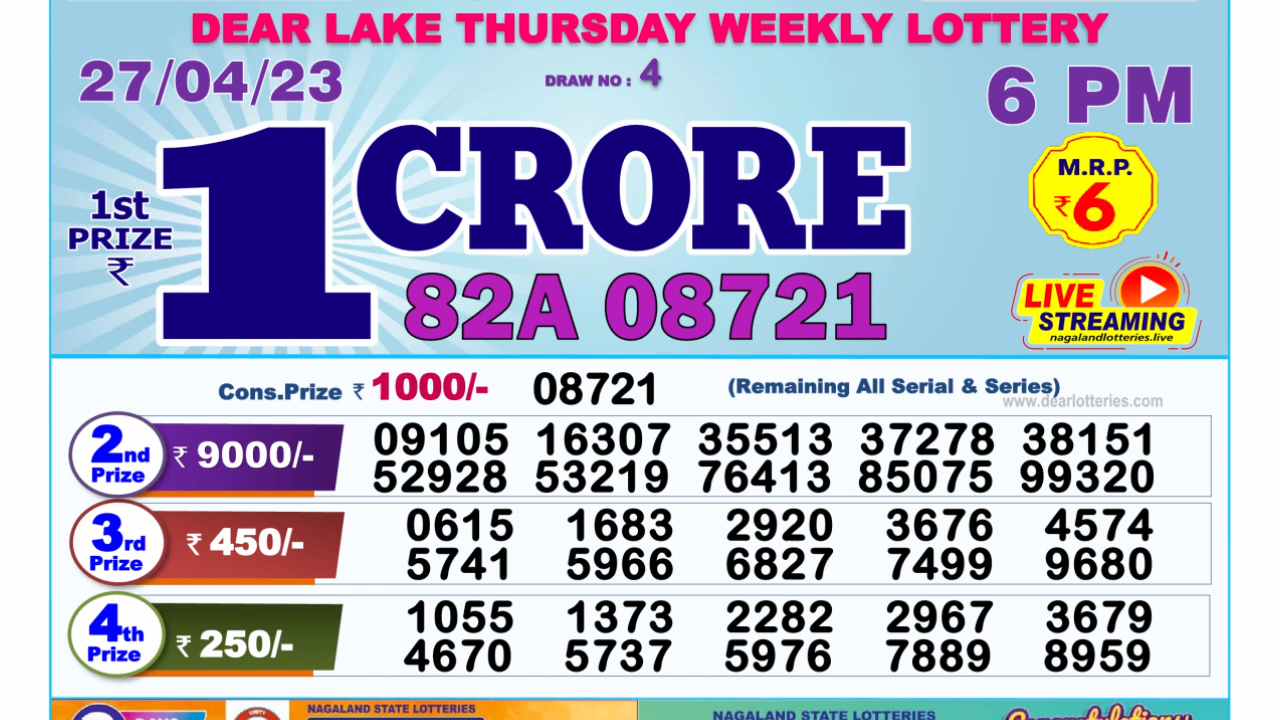 DEAR LAKE THURSDAY WEEKLY LOTTERY
27/04/23
DRAW NO : 4
6 PM
1st
PRIZE
₹
1 CRORE
M.R.P.
₹6
82A 08721
LIVE
STREAMING
nagalandlotteries.live
Cons.Prize ₹ 1000/- 08721 (Remaining All Serial & Series)
www.dearlotteries.com
2nd
Prize
₹ 9000/-
09105 16307 35513 37278 38151
52928 53219 76413 85075 99320
3rd
Prize
₹ 450/-
0615 1683 2920 3676 4574
5741 5966 6827 7499 9680
4th
Prize
₹ 250/-
1055 1373 2282 2967 3679
4670 5737 5976 7889 8959
NAGALAND STATE LOTTERIES
NAGALAND STATE LOTTERIES